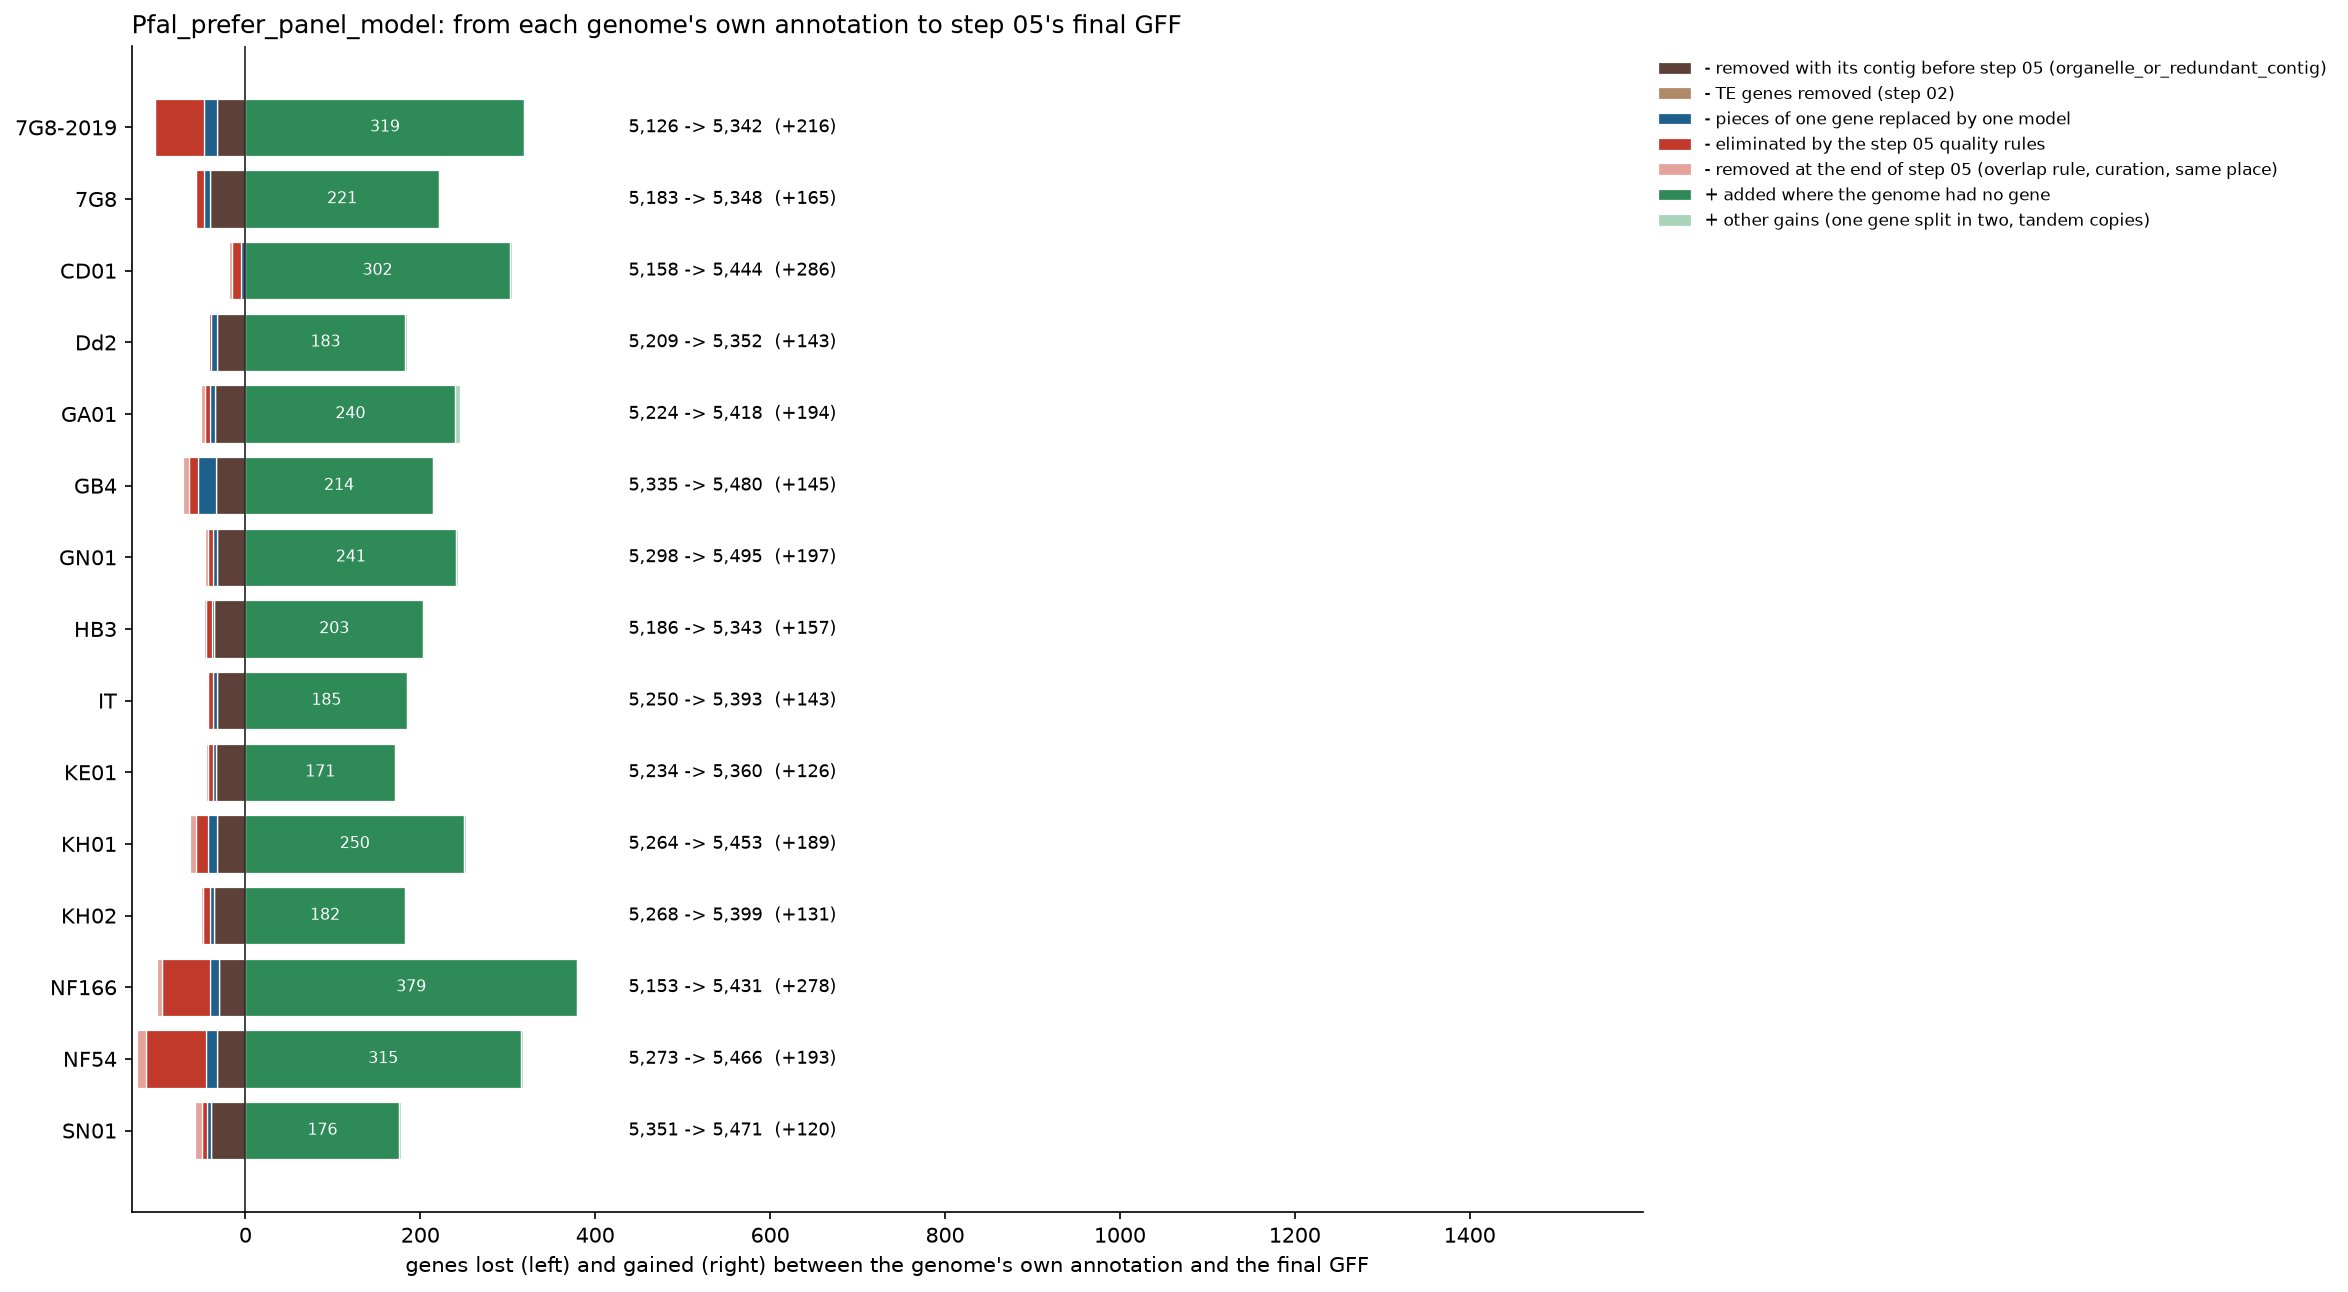 Pfal_prefer_panel_model: from each genome's own annotation to step 05's final GFF
- removed with its contig before step 05 (organelle_or_redundant_contig)
- TE genes removed (step 02)
- pieces of one gene replaced by one model
- eliminated by the step 05 quality rules
- removed at the end of step 05 (overlap rule, curation, same place)
+ added where the genome had no gene
+ other gains (one gene split in two, tandem copies)
7G8-2019 319 5,126 -> 5,342 (+216)
7G8 221 5,183 -> 5,348 (+165)
CD01 302 5,158 -> 5,444 (+286)
Dd2 183 5,209 -> 5,352 (+143)
GA01 240 5,224 -> 5,418 (+194)
GB4 214 5,335 -> 5,480 (+145)
GN01 241 5,298 -> 5,495 (+197)
HB3 203 5,186 -> 5,343 (+157)
IT 185 5,250 -> 5,393 (+143)
KE01 171 5,234 -> 5,360 (+126)
KH01 250 5,264 -> 5,453 (+189)
KH02 182 5,268 -> 5,399 (+131)
NF166 379 5,153 -> 5,431 (+278)
NF54 315 5,273 -> 5,466 (+193)
SN01 176 5,351 -> 5,471 (+120)
0 200 400 600 800 1000 1200 1400
genes lost (left) and gained (right) between the genome's own annotation and the final GFF